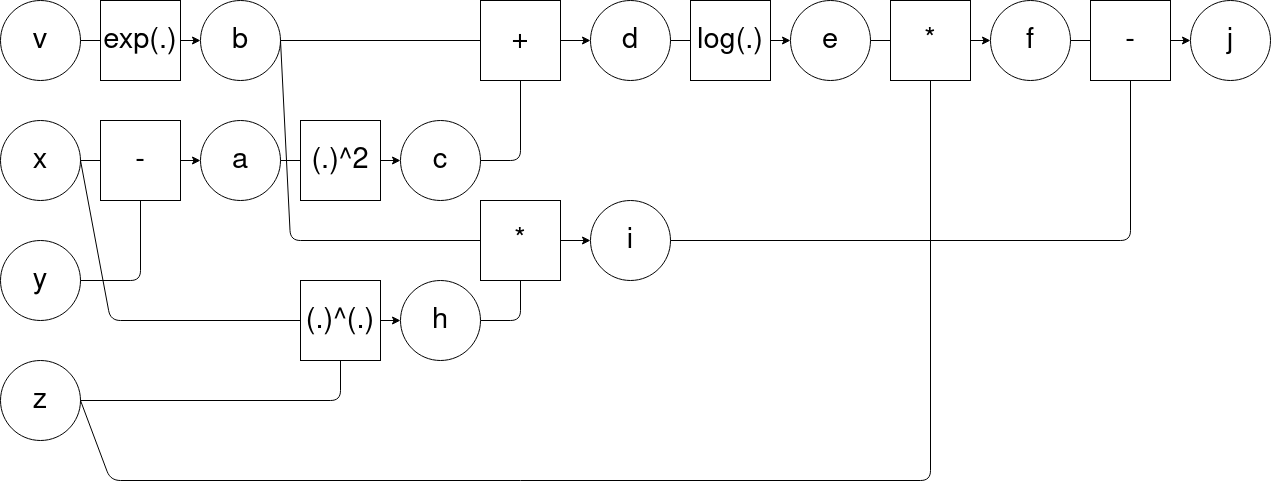 v exp(.) b + d log(.) e * f - j
x - a (.)^2 c
* i
y
(.)^(.) h
z